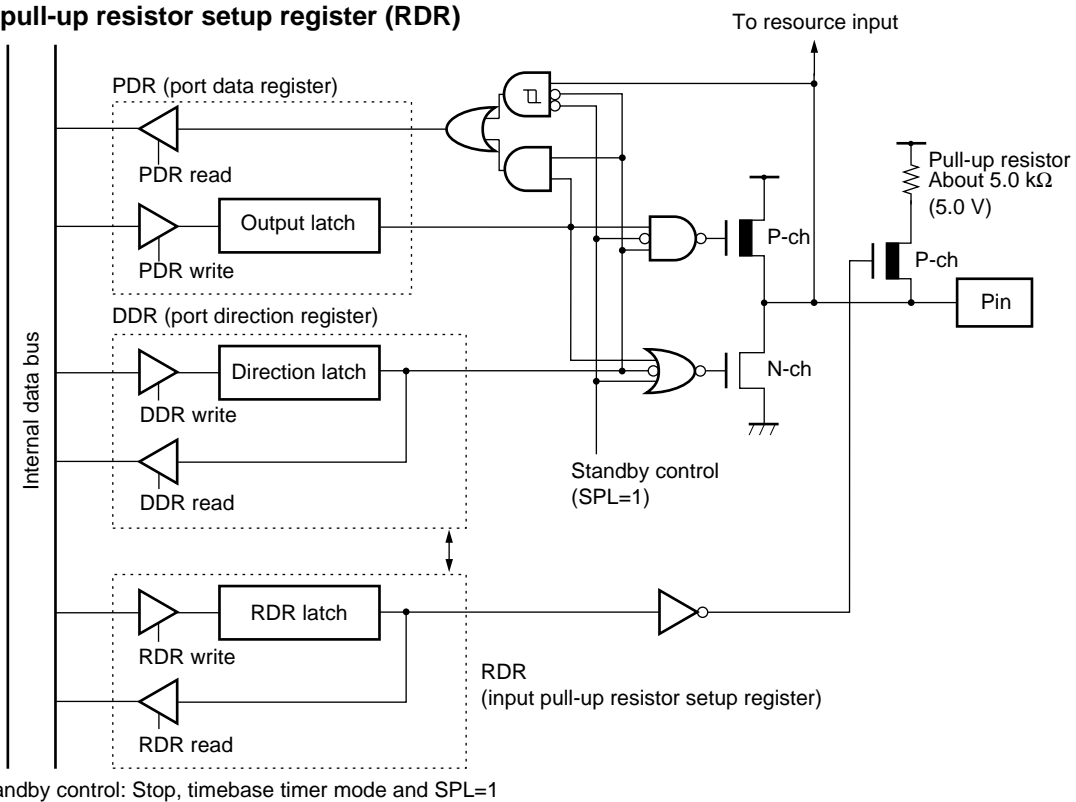 pull-up resistor setup register (RDR)
To resource input
PDR (port data register)
PDR read
Pull-up resistor
About 5.0 kΩ
(5.0 V)
Output latch
P-ch
P-ch
PDR write
Pin
DDR (port direction register)
Internal data bus
Direction latch
N-ch
DDR write
Standby control
(SPL=1)
DDR read
RDR latch
RDR write
RDR
(input pull-up resistor setup register)
RDR read
andby control: Stop, timebase timer mode and SPL=1